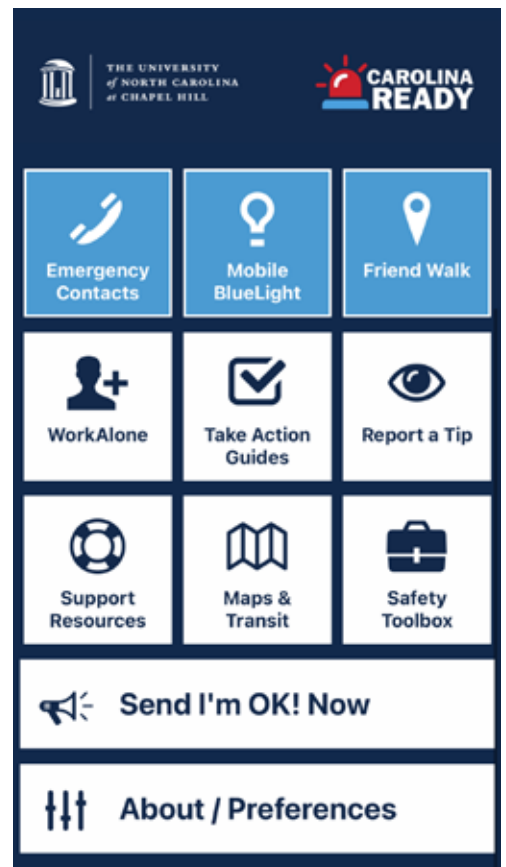 THE UNIVERSITY
of NORTH CAROLINA
at CHAPEL HILL
CAROLINA
READY
Emergency
Contacts
Mobile
BlueLight
Friend Walk
WorkAlone
Take Action
Guides
Report a Tip
Support
Resources
Maps &
Transit
Safety
Toolbox
Send I'm OK! Now
About / Preferences